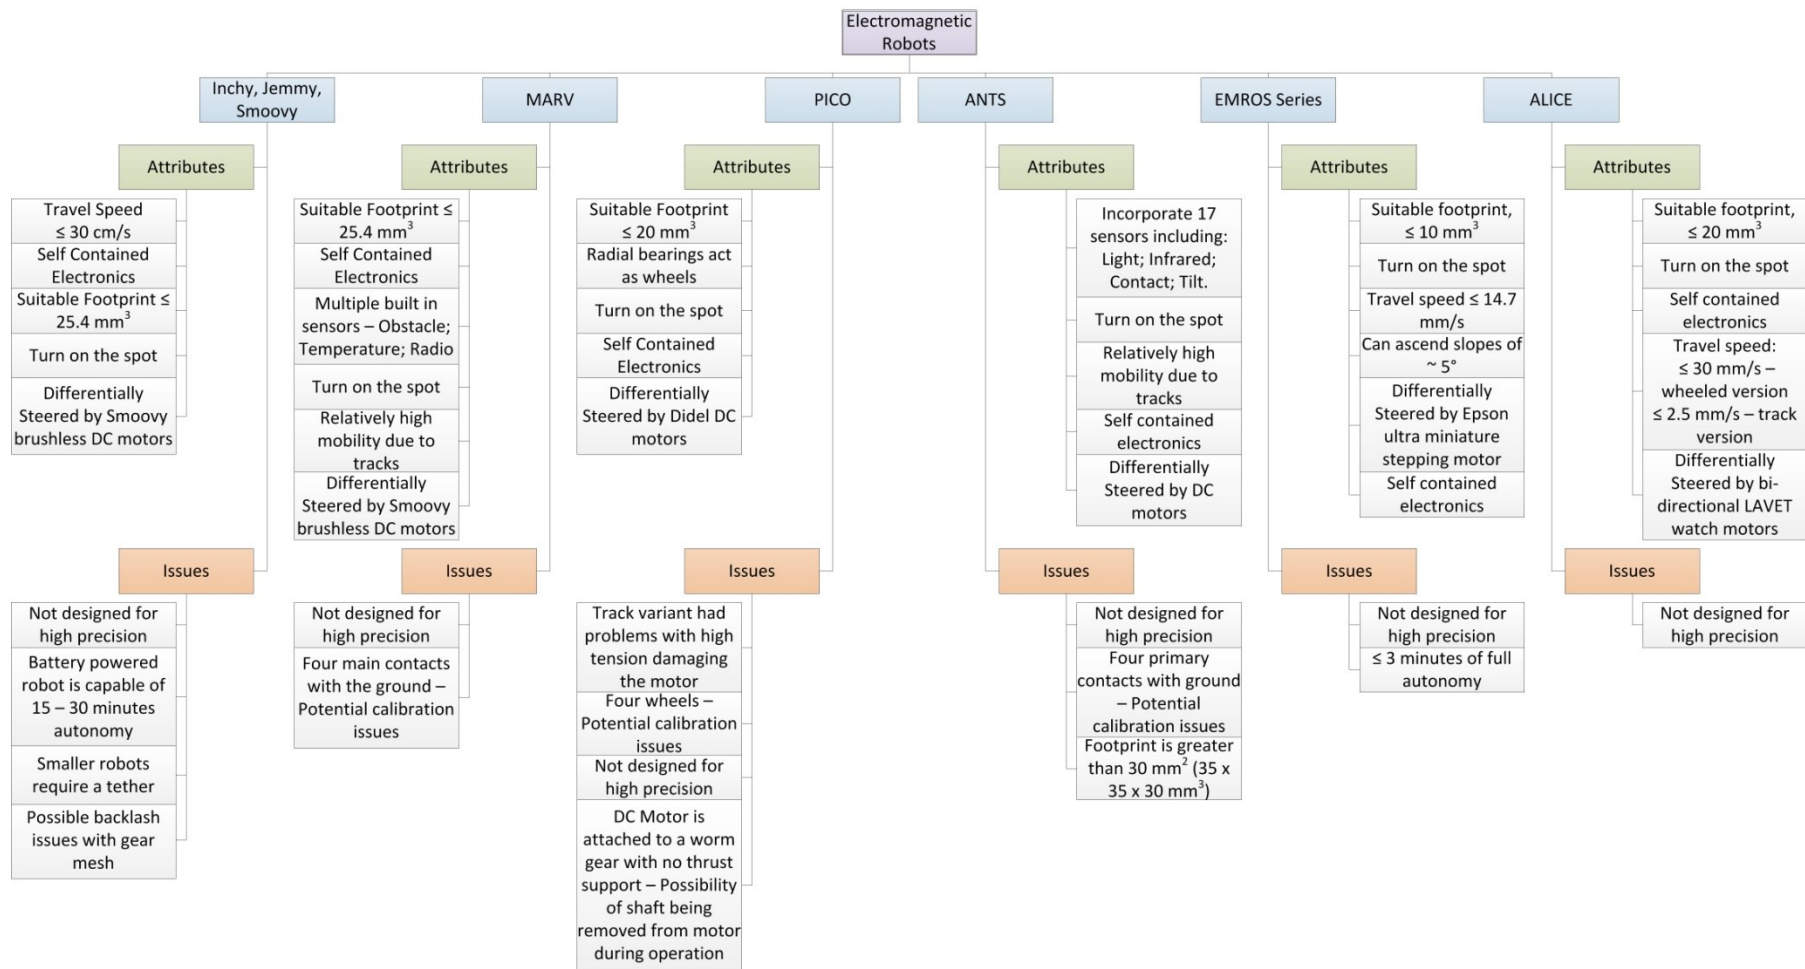 Electromagnetic
Robots
Inchy, Jemmy,
Smoovy
MARV
PICO
ANTS
EMROS Series
ALICE
Attributes
Travel Speed
≤ 30 cm/s
Self Contained
Electronics
Suitable Footprint ≤
25.4 mm³
Turn on the spot
Differentially
Steered by Smoovy
brushless DC motors
Issues
Not designed for
high precision
Battery powered
robot is capable of
15 – 30 minutes
autonomy
Smaller robots
require a tether
Possible backlash
issues with gear
mesh
Attributes
Suitable Footprint ≤
25.4 mm³
Self Contained
Electronics
Multiple built in
sensors – Obstacle;
Temperature; Radio
Turn on the spot
Relatively high
mobility due to
tracks
Differentially
Steered by Smoovy
brushless DC motors
Issues
Not designed for
high precision
Four main contacts
with the ground –
Potential calibration
issues
Attributes
Suitable Footprint
≤ 20 mm³
Radial bearings act
as wheels
Turn on the spot
Self Contained
Electronics
Differentially
Steered by Didel DC
motors
Issues
Track variant had
problems with high
tension damaging
the motor
Four wheels –
Potential calibration
issues
Not designed for
high precision
DC Motor is
attached to a worm
gear with no thrust
support – Possibility
of shaft being
removed from motor
during operation
Attributes
Incorporate 17
sensors including:
Light; Infrared;
Contact; Tilt.
Turn on the spot
Relatively high
mobility due to
tracks
Self contained
electronics
Differentially
Steered by DC
motors
Issues
Not designed for
high precision
Four primary
contacts with ground
– Potential
calibration issues
Footprint is greater
than 30 mm² (35 x
35 x 30 mm³)
Attributes
Suitable footprint,
≤ 10 mm³
Turn on the spot
Travel speed ≤ 14.7
mm/s
Can ascend slopes of
~ 5°
Differentially
Steered by Epson
ultra miniature
stepping motor
Self contained
electronics
Issues
Not designed for
high precision
≤ 3 minutes of full
autonomy
Attributes
Suitable footprint,
≤ 20 mm³
Turn on the spot
Self contained
electronics
Travel speed:
≤ 30 mm/s –
wheeled version
≤ 2.5 mm/s – track
version
Differentially
Steered by bi-
directional LAVET
watch motors
Issues
Not designed for
high precision